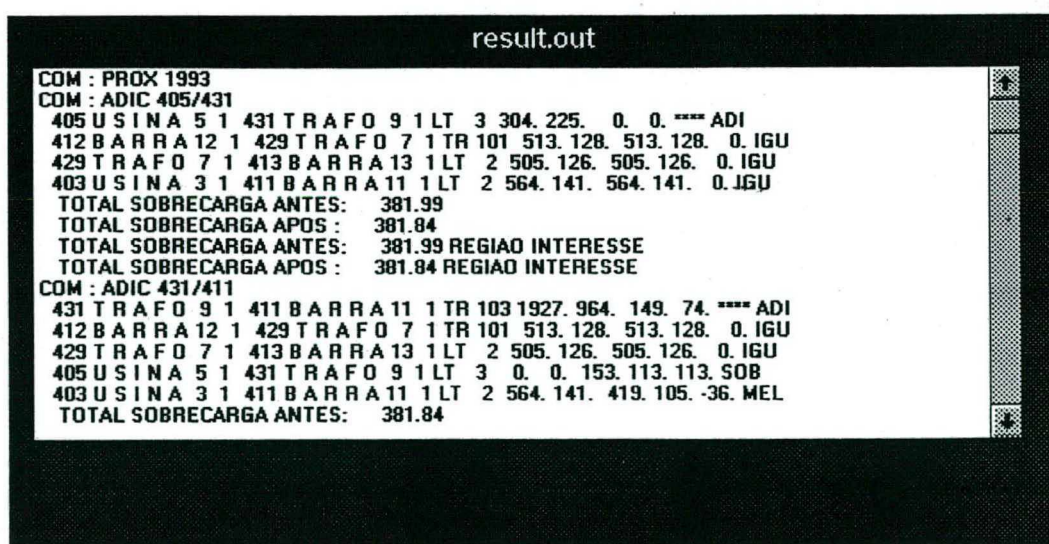 result.out
COM : PROX 1993
COM : ADIC 405/431
405 U S I N A 5 1 431 T R A F O 9 1 LT 3 304. 225. 0. 0. **** ADI
412 B A R R A 12 1 429 T R A F O 7 1 TR 101 513. 128. 513. 128. 0. IGU
429 T R A F O 7 1 413 B A R R A 13 1 LT 2 505. 126. 505. 126. 0. IGU
403 U S I N A 3 1 411 B A R R A 11 1 LT 2 564. 141. 564. 141. 0. IGU
TOTAL SOBRECARGA ANTES: 381.99
TOTAL SOBRECARGA APOS : 381.84
TOTAL SOBRECARGA ANTES: 381.99 REGIAO INTERESSE
TOTAL SOBRECARGA APOS : 381.84 REGIAO INTERESSE
COM : ADIC 431/411
431 T R A F O 9 1 411 B A R R A 11 1 TR 103 1927. 964. 149. 74. **** ADI
412 B A R R A 12 1 429 T R A F O 7 1 TR 101 513. 128. 513. 128. 0. IGU
429 T R A F O 7 1 413 B A R R A 13 1 LT 2 505. 126. 505. 126. 0. IGU
405 U S I N A 5 1 431 T R A F O 9 1 LT 3 0. 0. 153. 113. 113. SOB
403 U S I N A 3 1 411 B A R R A 11 1 LT 2 564. 141. 419. 105. -36. MEL
TOTAL SOBRECARGA ANTES: 381.84